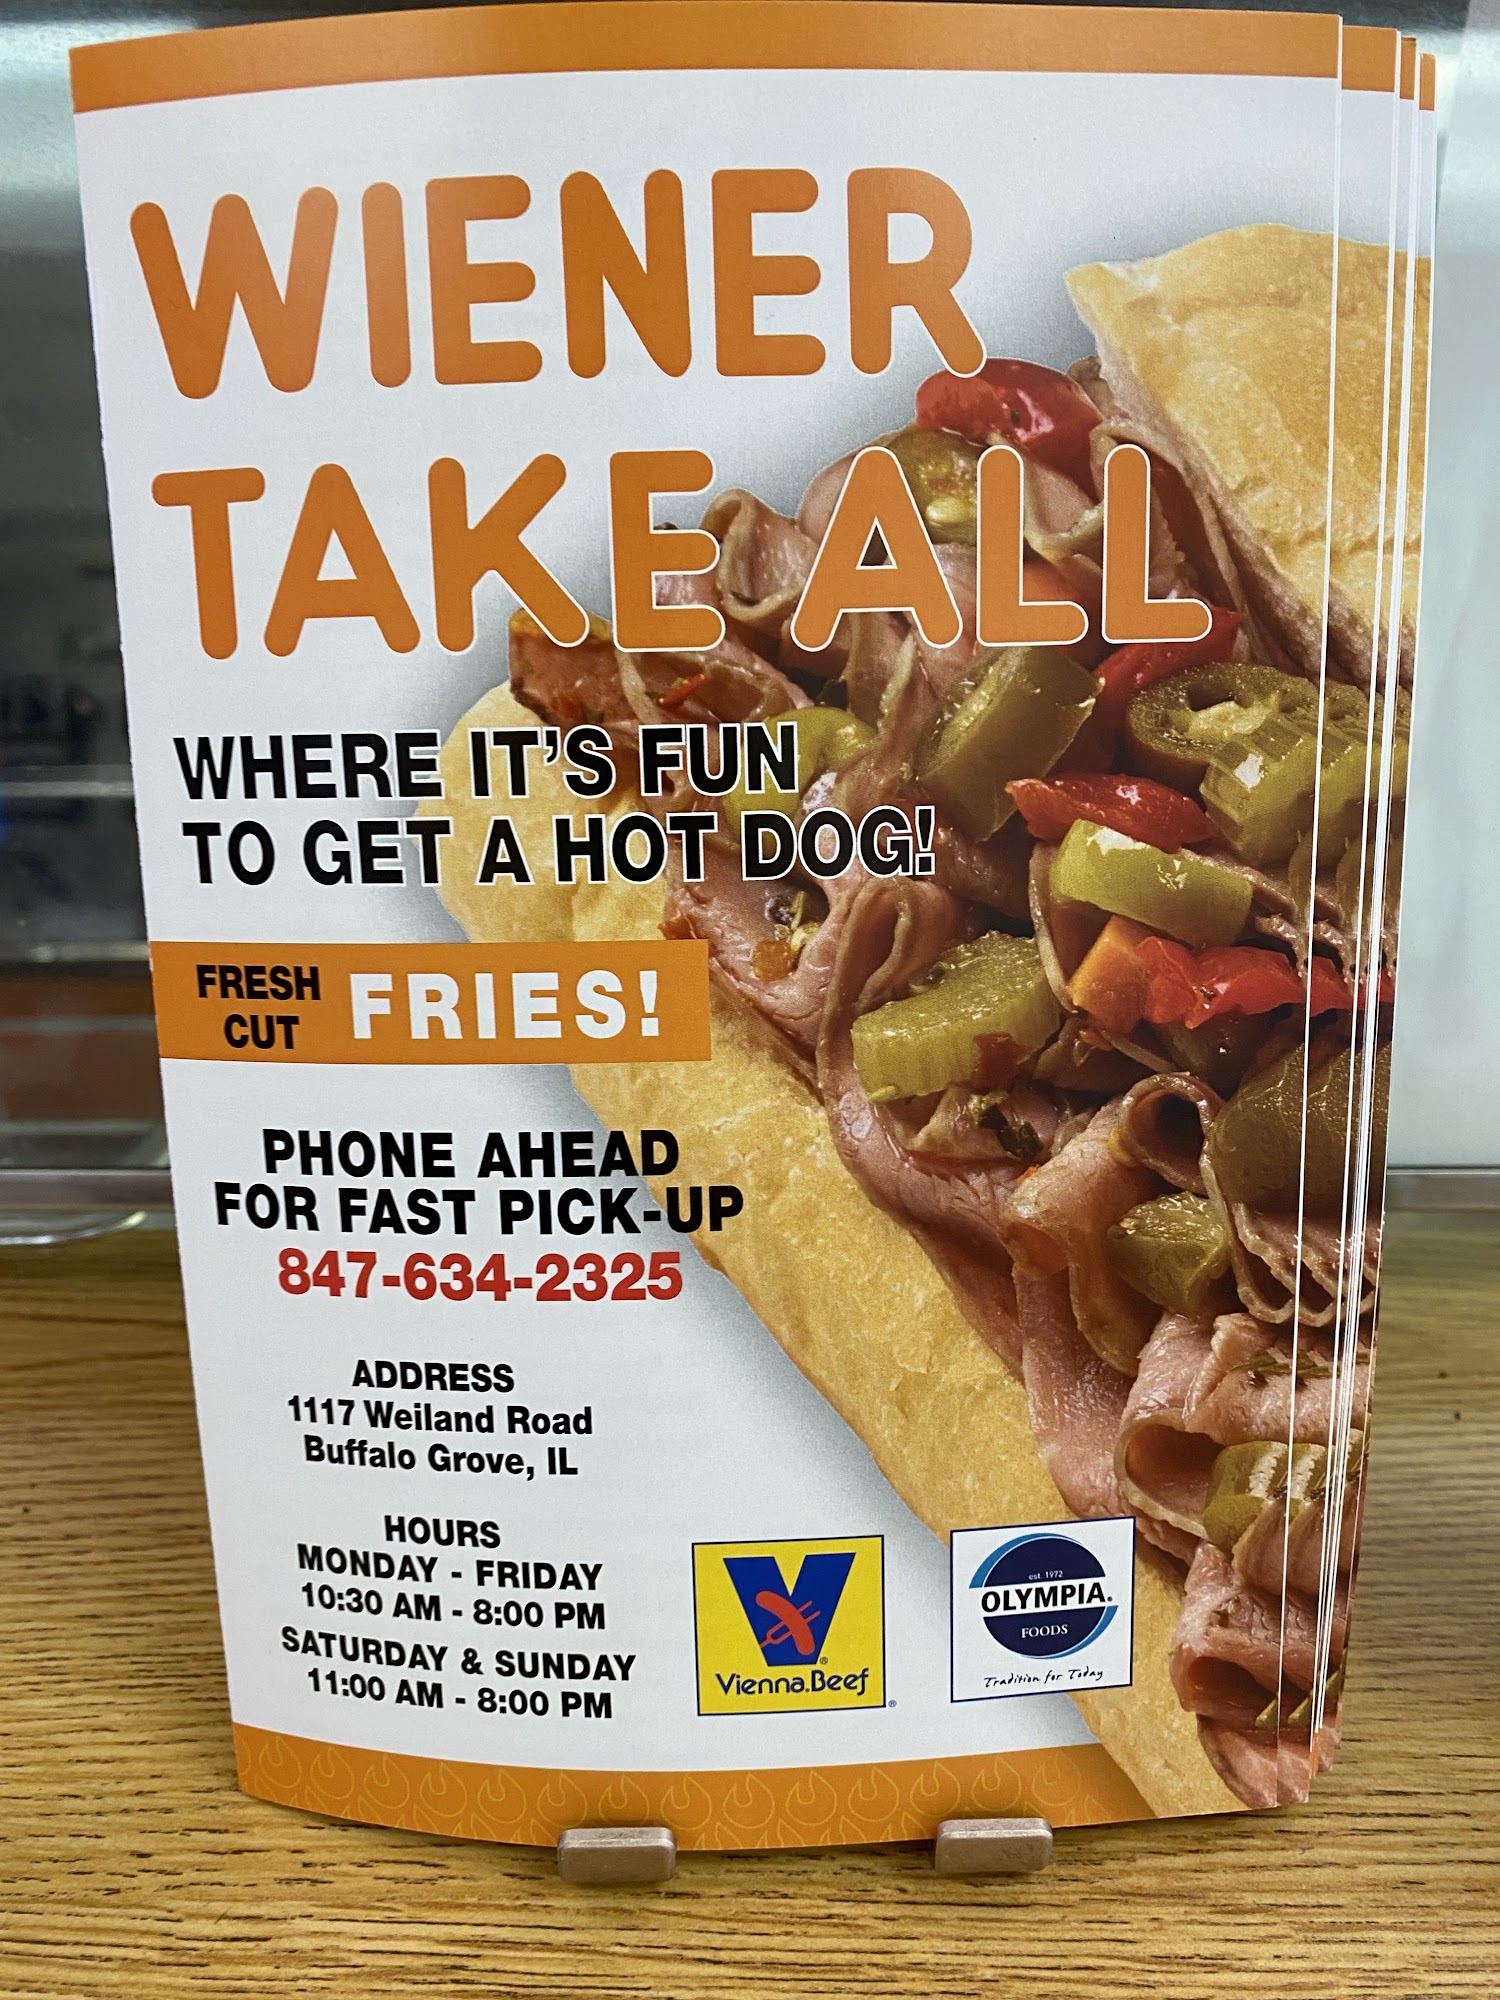 WIENER
TAKE ALL
WHERE IT'S FUN
TO GET A HOT DOG!
FRESH
CUT
FRIES!
PHONE AHEAD
FOR FAST PICK-UP
847-634-2325
ADDRESS
1117 Weiland Road
Buffalo Grove, IL
HOURS
MONDAY - FRIDAY
10:30 AM - 8:00 PM
SATURDAY & SUNDAY
11:00 AM - 8:00 PM
V®
Vienna.Beef®
est. 1972
OLYMPIA.
FOODS
Tradition for Today